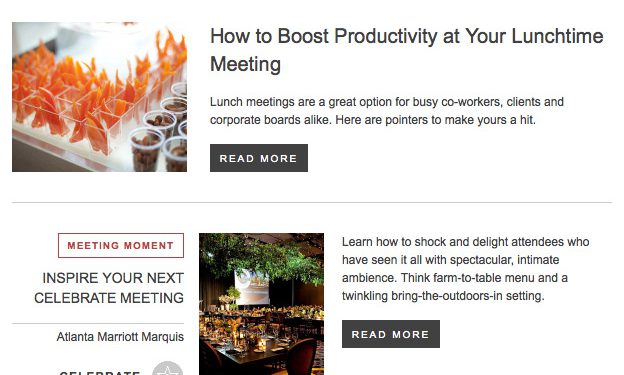 How to Boost Productivity at Your Lunchtime
Meeting
Lunch meetings are a great option for busy co-workers, clients and
corporate boards alike. Here are pointers to make yours a hit.
READ MORE
MEETING MOMENT
INSPIRE YOUR NEXT
CELEBRATE MEETING
Atlanta Marriott Marquis
CELEBRATE
Learn how to shock and delight attendees who
have seen it all with spectacular, intimate
ambience. Think farm-to-table menu and a
twinkling bring-the-outdoors-in setting.
READ MORE